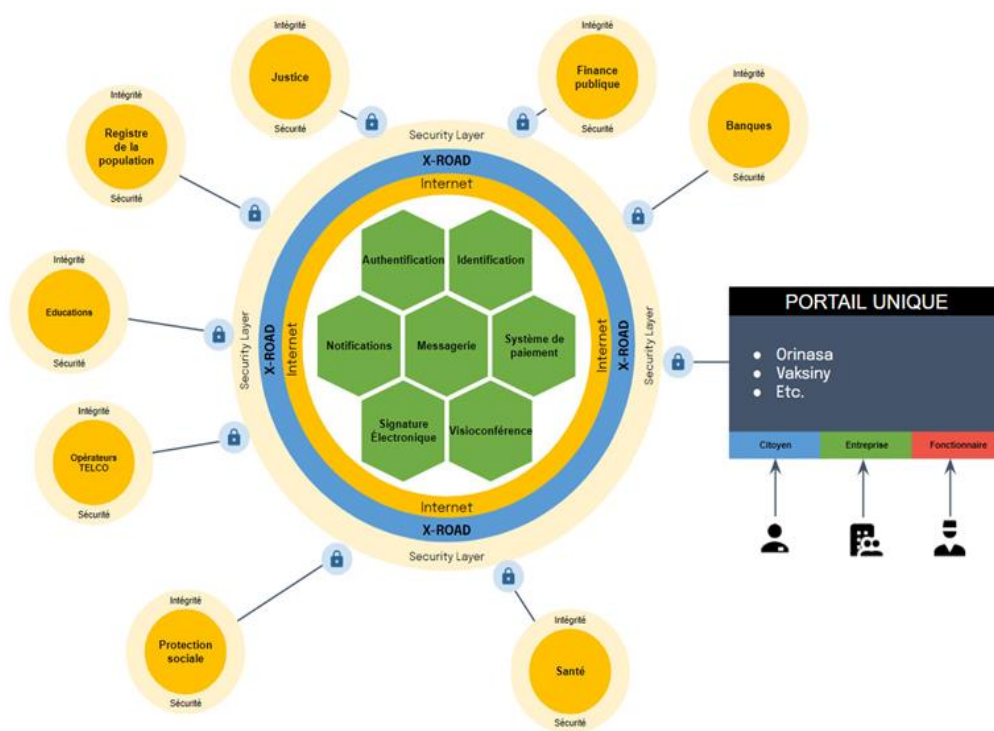 Intégrité
Justice
Sécurité
Intégrité
Finance
publique
Sécurité
Intégrité
Banques
Sécurité
Intégrité
Registre
de la
population
Sécurité
Intégrité
Educations
Sécurité
Intégrité
Opérateurs
TELCO
Sécurité
Intégrité
Protection
sociale
Sécurité
Intégrité
Santé
Sécurité
Security Layer
X-ROAD
Internet
Security Layer
X-ROAD
Internet
Authentification
Identification
Notifications
Messagerie
Système de
paiement
Signature
Électronique
Visioconférence
Internet
X-ROAD
Security Layer
Internet
X-ROAD
Security Layer
PORTAIL UNIQUE
● Orinasa
● Vaksiny
● Etc.
Citoyen
Entreprise
Fonctionnaire